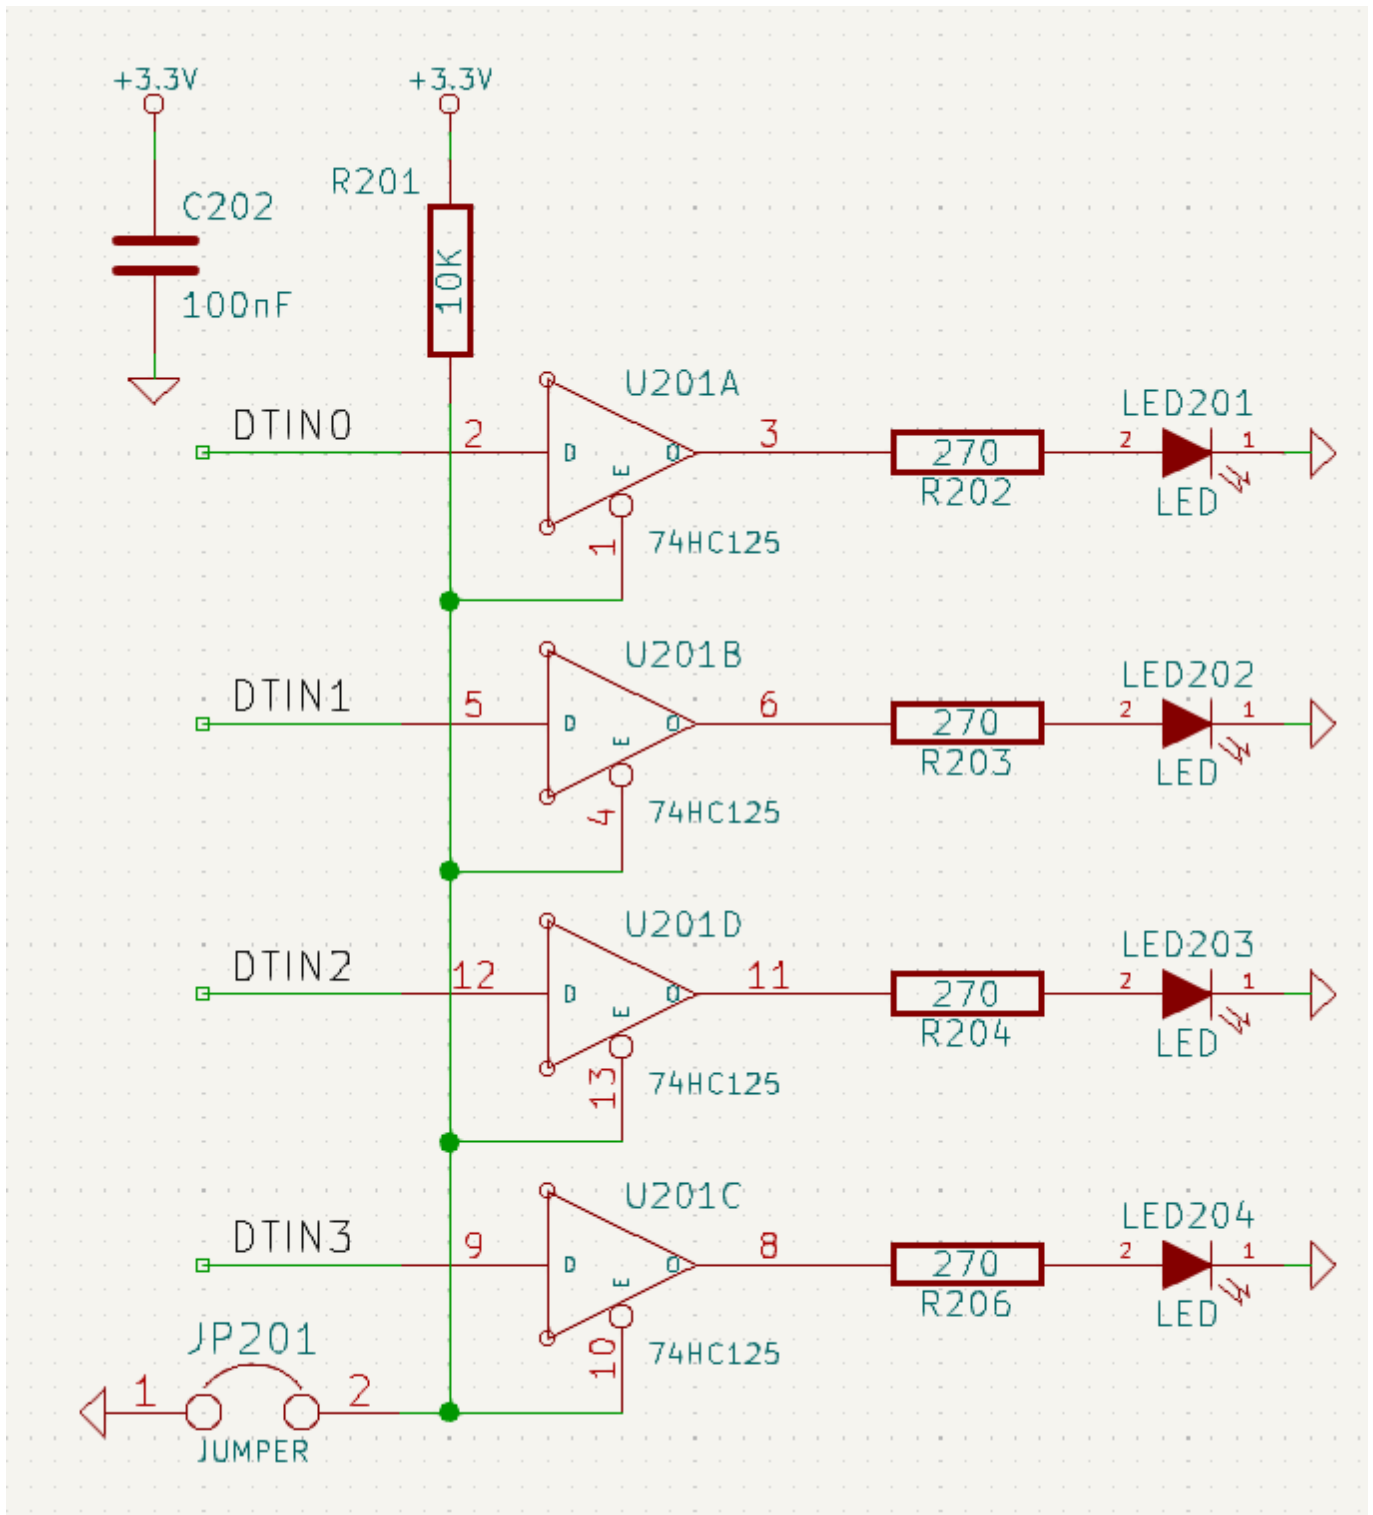 +3.3V
+3.3V
R201
C202
10K
100nF
U201A
DTIN0
2
D
E
O
3
270
R202
LED201
2
1
LED
1
74HC125
U201B
DTIN1
5
D
E
O
6
270
R203
LED202
2
1
LED
4
74HC125
U201D
DTIN2
12
D
E
O
11
270
R204
LED203
2
1
LED
13
74HC125
U201C
DTIN3
9
D
E
O
8
270
R206
LED204
2
1
LED
10
74HC125
JP201
1
2
JUMPER